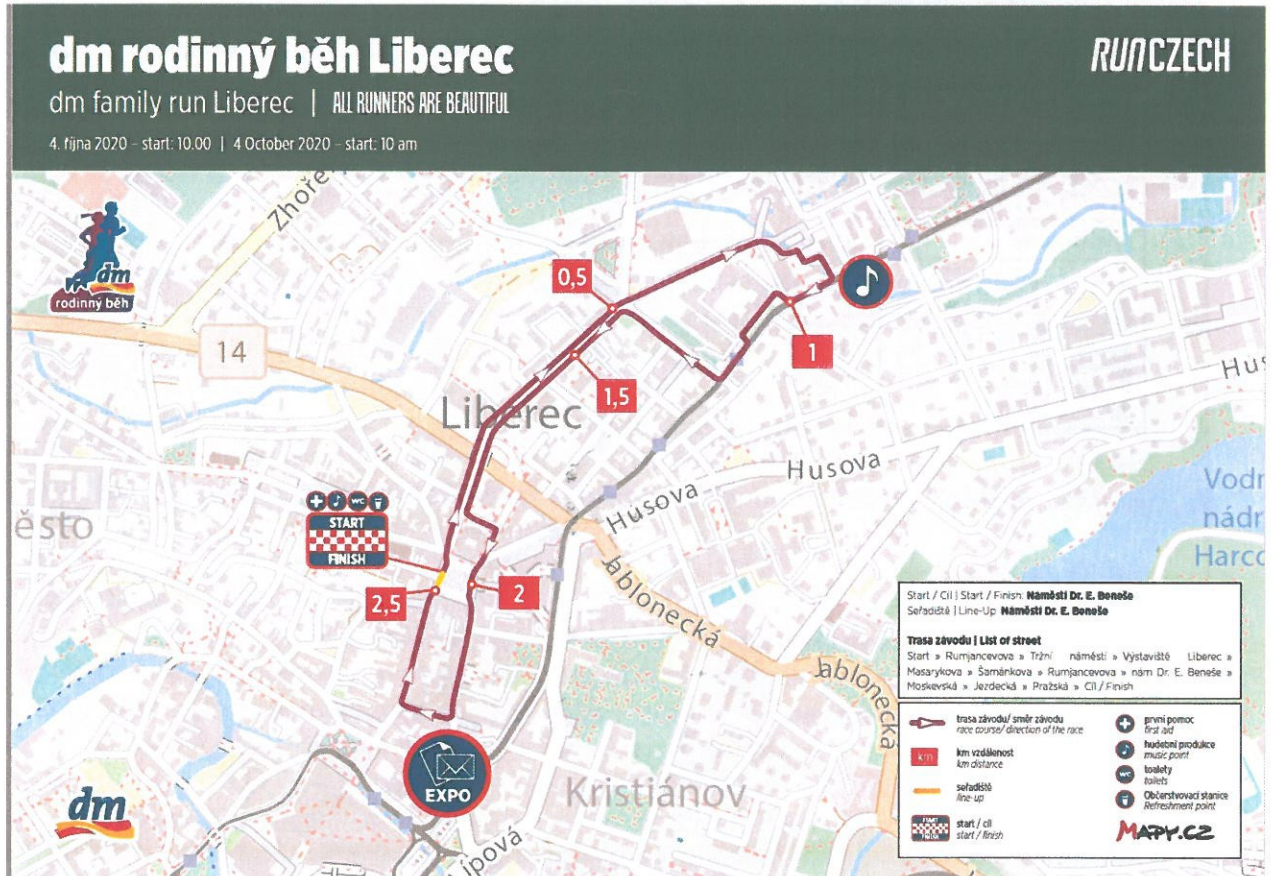 dm rodinný běh Liberec
RUNCZECH
dm family run Liberec | ALL RUNNERS ARE BEAUTIFUL
4. října 2020 – start: 10.00 | 4 October 2020 – start: 10 am
Zhoře
dm
rodinný běh
0,5
14
1
1,5
Liberec
Hus
Husova
Husova
Vodr
nádr
Harco
ěsto
WC
START
FINISH
2,5
2
Jablonecká
Jablonecká
EXPO
Kristiánov
Lipová
dm
Start / Cíl | Start / Finish: Náměstí Dr. E. Beneše
Seřadiště | Line-Up: Náměstí Dr. E. Beneše
Trasa závodu | List of street
Start » Rumjancevova » Tržní náměstí » Výstaviště Liberec »
Masarykova » Šamánkova » Rumjancevova » nám Dr. E. Beneše »
Moskevská » Jezdecká » Pražská » Cíl / Finish
trasa závodu/ směr závodu
race course/ direction of the race
km
km vzdálenost
km distance
seřadiště
line-up
START
FINISH
start / cíl
start / finish
první pomoc
first aid
hudební produkce
music point
WC
toalety
toilets
Občerstvovací stanice
Refreshment point
MAPY.CZ